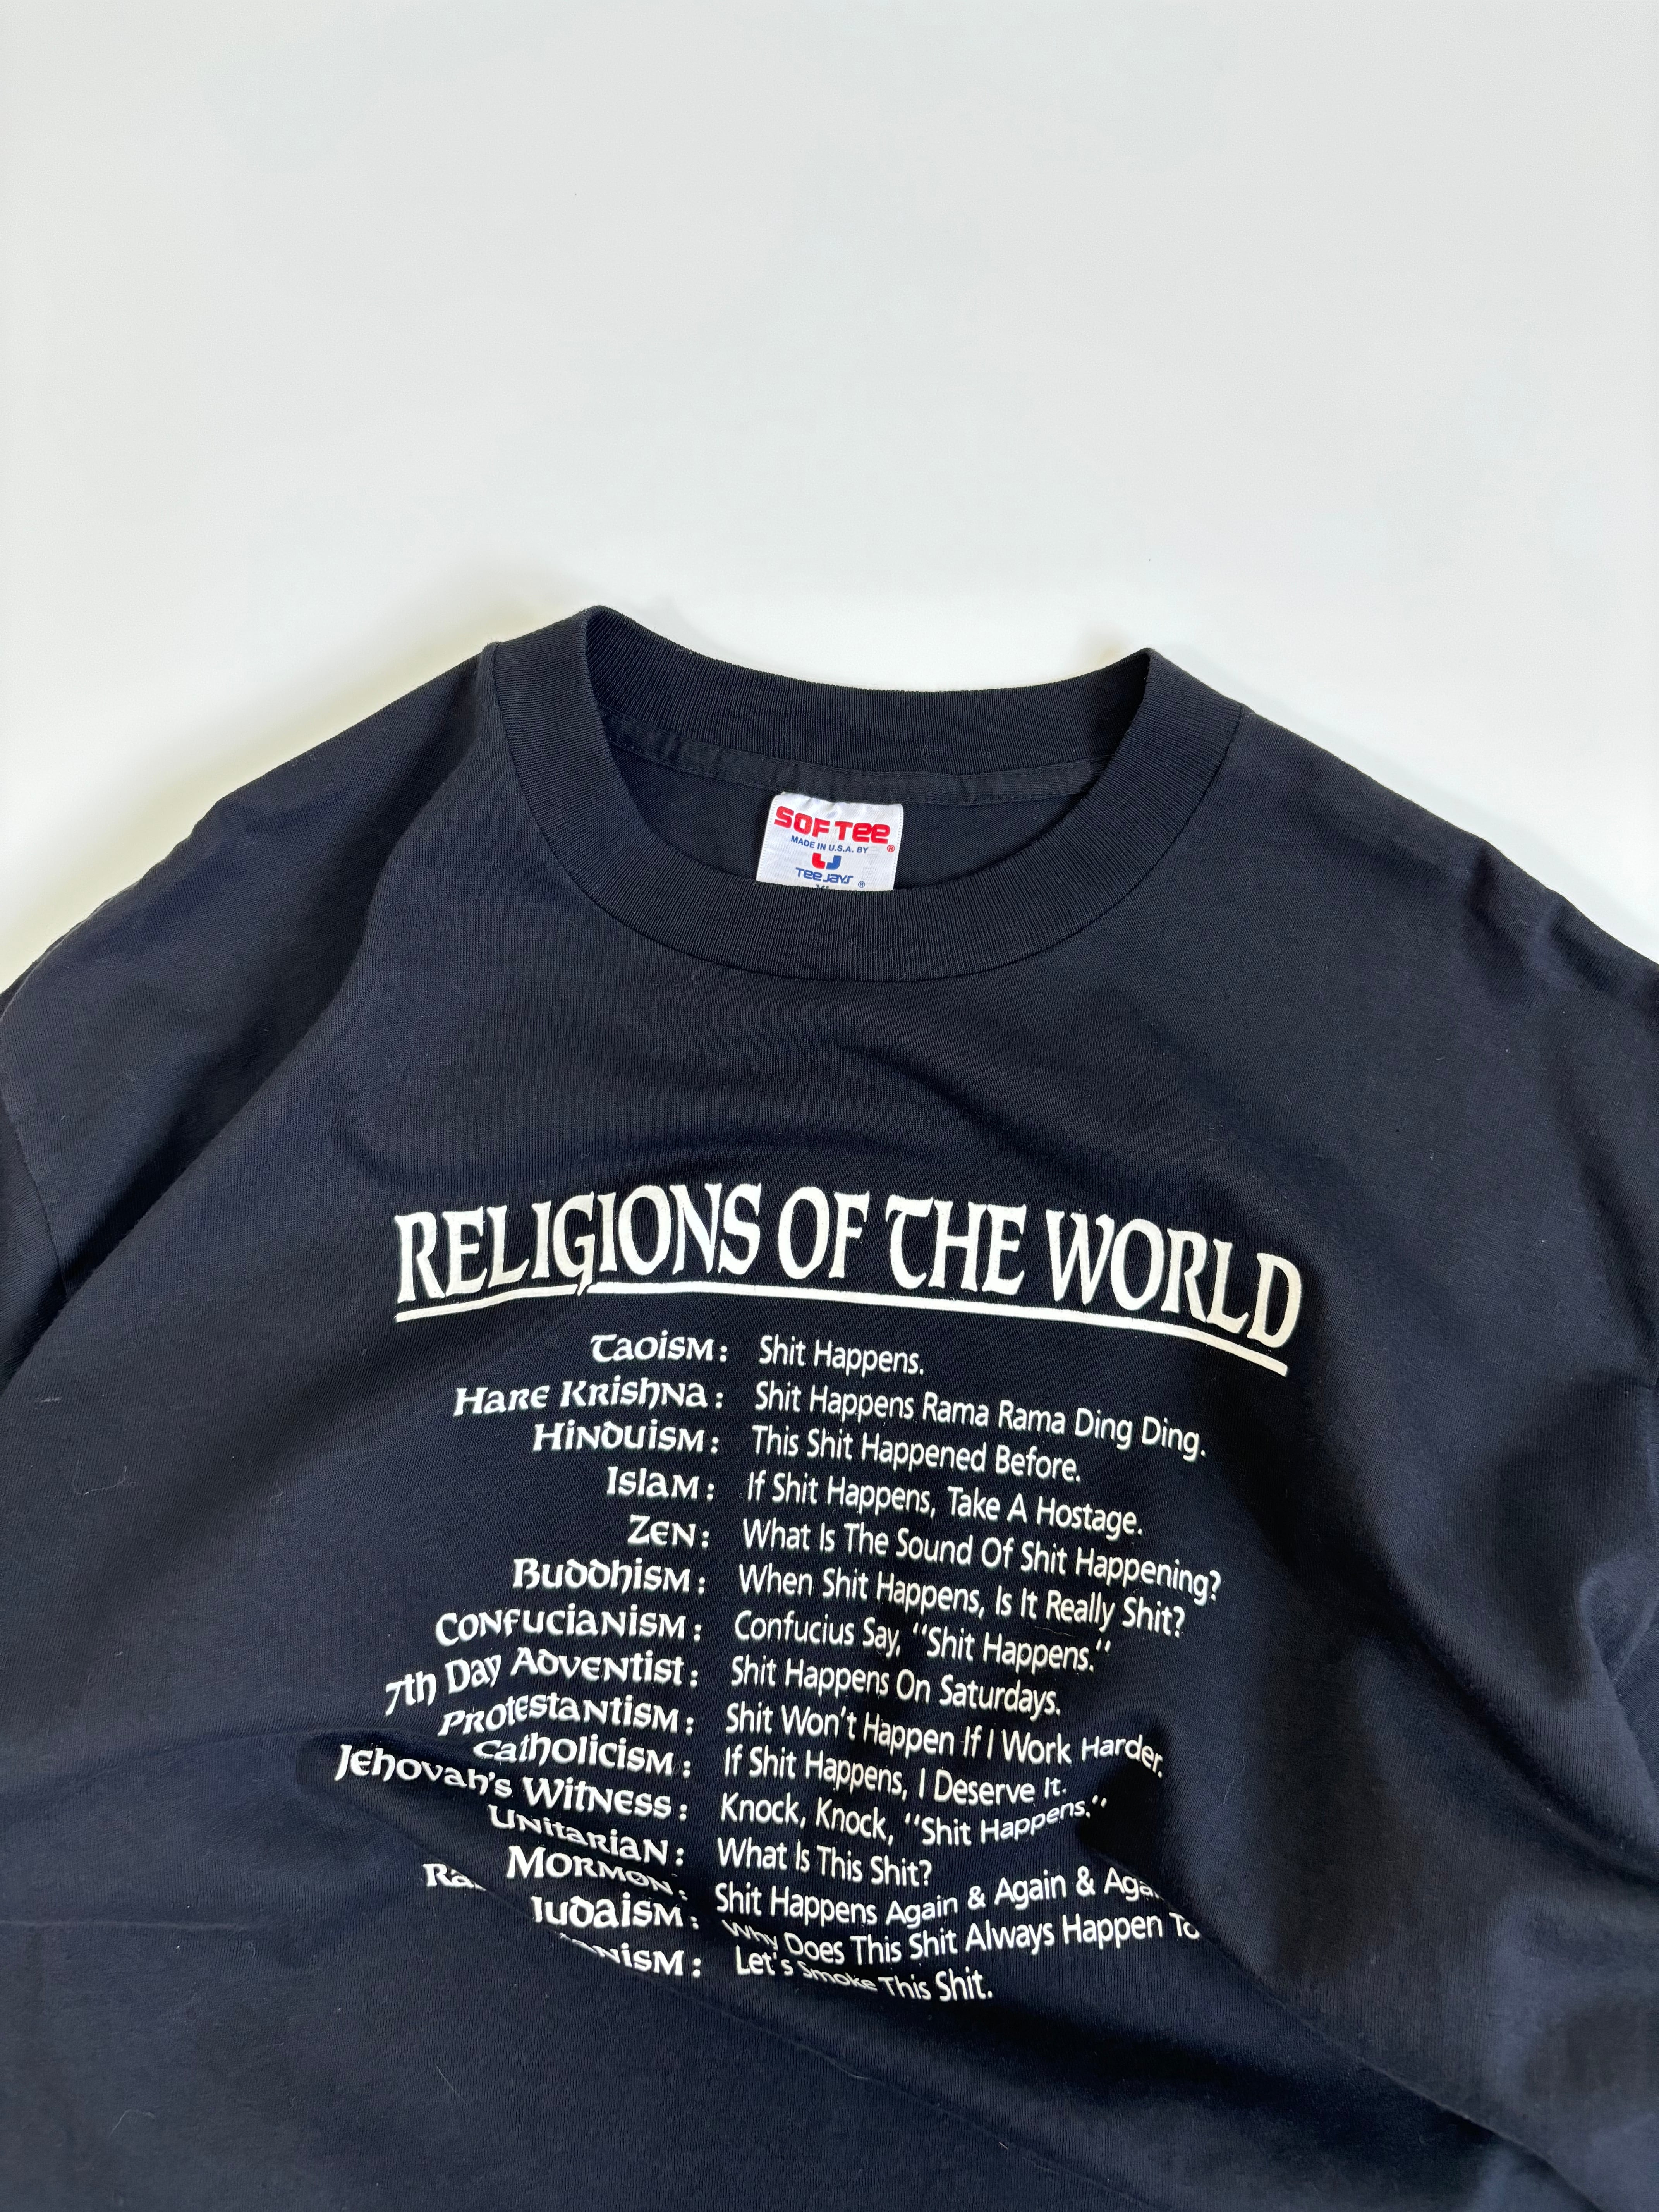 SOFTEE®
MADE IN U.S.A. BY
TEE JAYS®
RELIGIONS OF THE WORLD
Taoism: Shit Happens.
Hare Krishna: Shit Happens Rama Rama Ding Ding.
Hinduism: This Shit Happened Before.
Islam: If Shit Happens, Take A Hostage.
Zen: What Is The Sound Of Shit Happening?
Buddhism: When Shit Happens, Is It Really Shit?
Confucianism: Confucius Say, "Shit Happens."
7th Day Adventist: Shit Happens On Saturdays.
Protestantism: Shit Won't Happen If I Work Harder.
Catholicism: If Shit Happens, I Deserve It.
Jehovah's Witness: Knock, Knock, "Shit Happens."
Unitarian: What Is This Shit?
Mormon: Shit Happens Again & Again &
Judaism: Why Does This Shit Always Happen To
Let's Smoke This Shit.